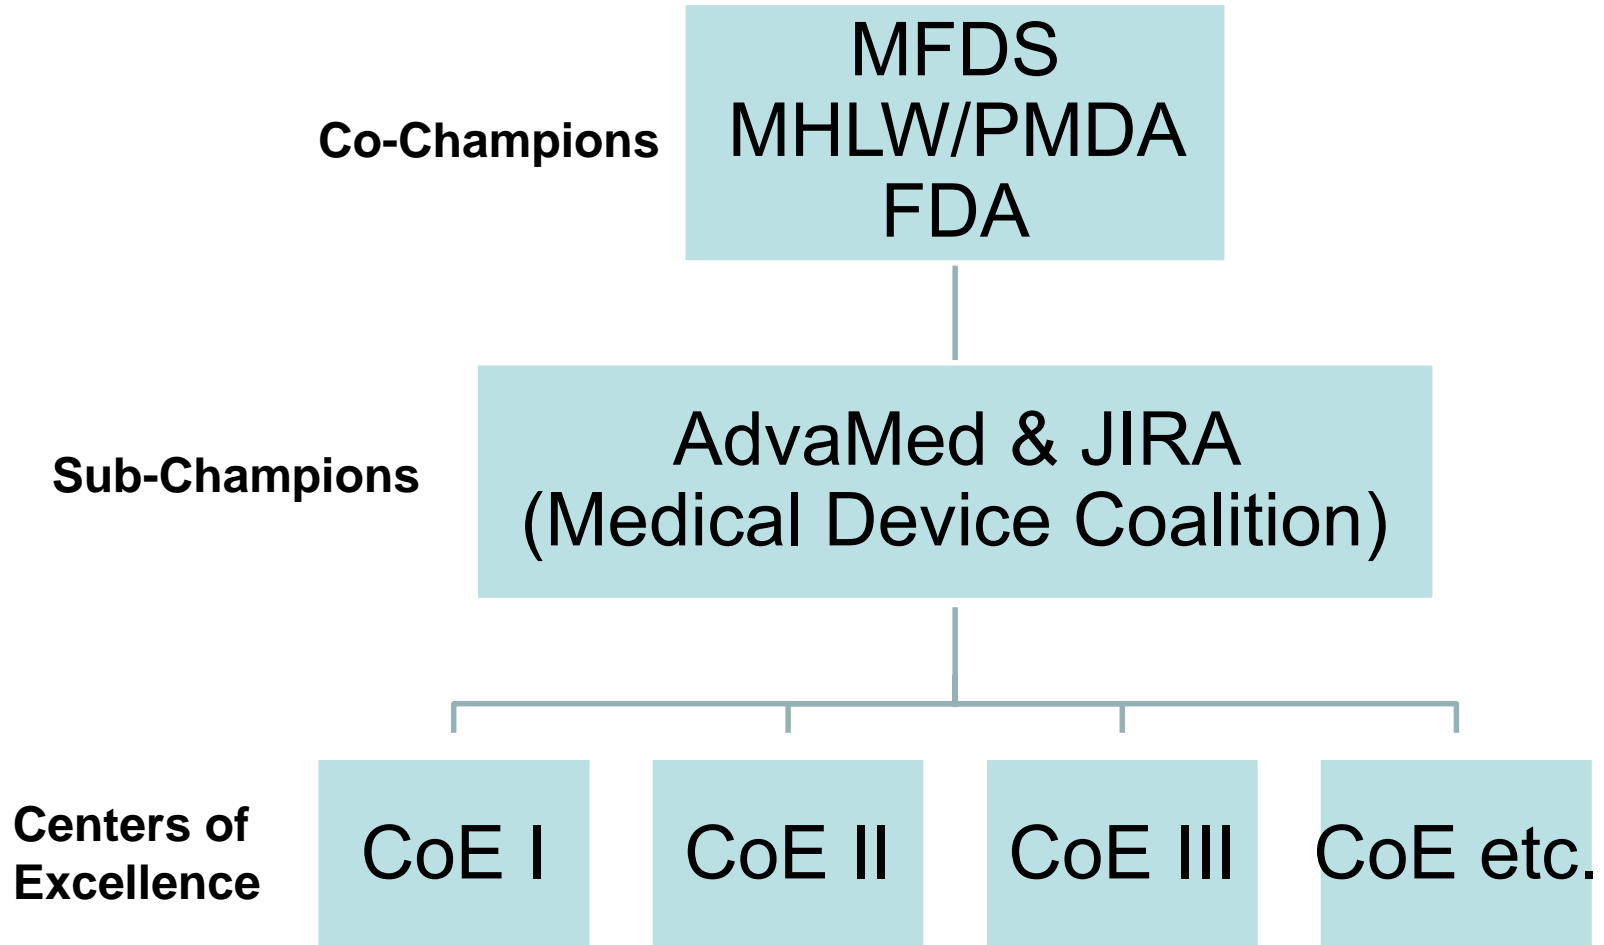 Co-Champions
MFDS
MHLW/PMDA
FDA
Sub-Champions
AdvaMed & JIRA
(Medical Device Coalition)
Centers of
Excellence
CoE I
CoE II
CoE III
CoE etc.